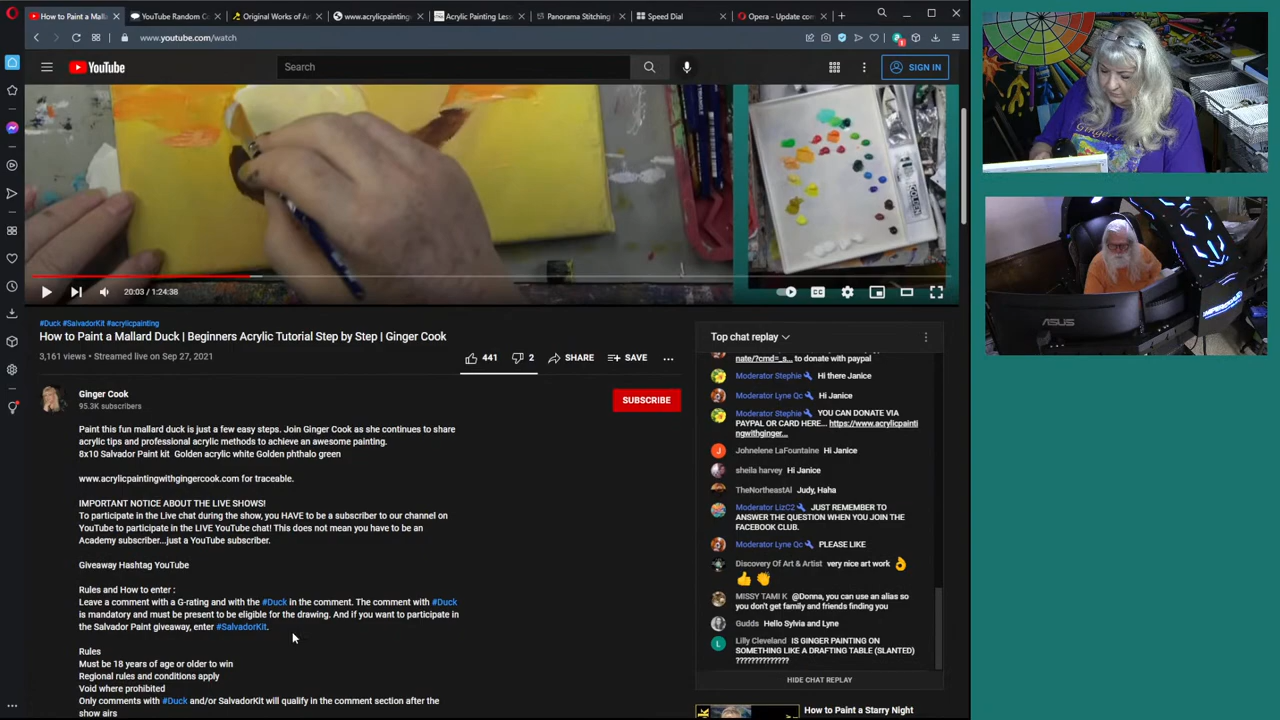 How to Paint a
YouTube Random Co
Original Works of Ar
www.acrylicpainting
Acrylic Painting Less
Panorama Stitching
Speed Dial
Opera - Update com
www.youtube.com/watch
YouTube
Search
SIGN IN
GOLDEN
20:03 / 1:24:38
CC
#Duck #SalvadorKit #acrylicpainting
How to Paint a Mallard Duck | Beginners Acrylic Tutorial Step by Step | Ginger Cook
3,161 views • Streamed live on Sep 27, 2021
441
2
SHARE
SAVE
Ginger Cook
95.3K subscribers
SUBSCRIBE
Paint this fun mallard duck is just a few easy steps. Join Ginger Cook as she continues to share
acrylic tips and professional acrylic methods to achieve an awesome painting.
8x10 Salvador Paint kit Golden acrylic white Golden phthalo green
www.acrylicpaintingwithgingercook.com for traceable.
IMPORTANT NOTICE ABOUT THE LIVE SHOWS!
To participate in the Live chat during the show, you HAVE to be a subscriber to our channel on
YouTube to participate in the LIVE YouTube chat! This does not mean you have to be an
Academy subscriber...just a YouTube subscriber.
Giveaway Hashtag YouTube
Rules and How to enter :
Leave a comment with a G-rating and with the #Duck in the comment. The comment with #Duck
is mandatory and must be present to be eligible for the drawing. And if you want to participate in
the Salvador Paint giveaway, enter #SalvadorKit.
Rules
Must be 18 years of age or older to win
Regional rules and conditions apply
Void where prohibited
Only comments with #Duck and/or SalvadorKit will qualify in the comment section after the
show airs
Top chat replay
nate/?cmd=_s... to donate with paypal
Moderator Stephie Hi there Janice
Moderator Lyne Qc Hi Janice
Moderator Stephie YOU CAN DONATE VIA
PAYPAL OR CARD HERE... https://www.acrylicpainti
ngwithginger...
Johnelene LaFountaine Hi Janice
sheila harvey Hi Janice
TheNortheastAl Judy, Haha
Moderator LizC2 JUST REMEMBER TO
ANSWER THE QUESTION WHEN YOU JOIN THE
FACEBOOK CLUB.
Moderator Lyne Qc PLEASE LIKE
Discovery Of Art & Artist very nice art work
MISSY TAMI K @Donna, you can use an alias so
you don't get family and friends finding you
Gudds Hello Sylvia and Lyne
Lilly Cleveland IS GINGER PAINTING ON
SOMETHING LIKE A DRAFTING TABLE (SLANTED)
??????????????
HIDE CHAT REPLAY
How to Paint a Starry Night
Ginger
ASUS